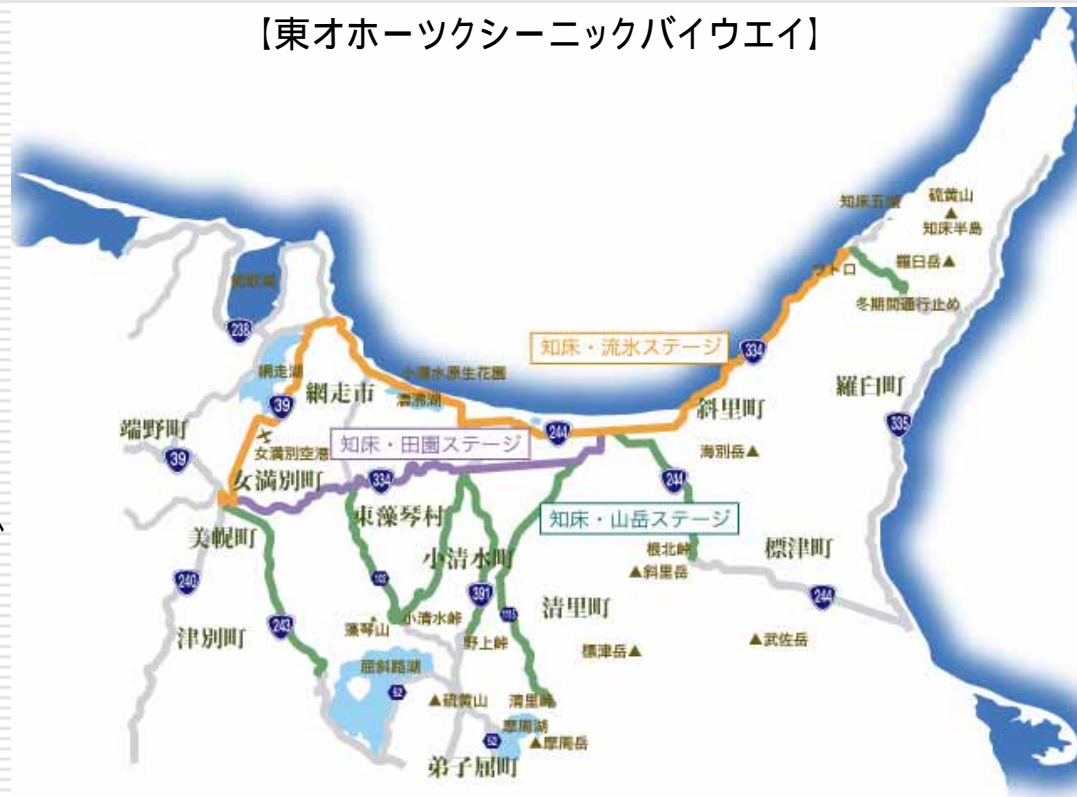 【東オホーツクシーニックバイウエイ】
知床五湖
硫黄山
▲
知床半島
羅臼岳▲
ウトロ
冬期間通行止め
能取湖
238
知床・流氷ステージ
334
網走湖
小清水原生花園
羅臼町
39
網走市
濤沸湖
斜里町
335
端野町
244
39
女満別空港
知床・田園ステージ
海別岳▲
女満別町
334
244
東藻琴村
知床・山岳ステージ
美幌町
小清水町
根北峠
標津町
▲斜里岳
240
102
391
244
清里町
1115
藻琴山
小清水峠
243
津別町
野上峠
標津岳▲
▲武佐岳
屈斜路湖
52
▲硫黄山
清里峠
摩周湖
52
▲摩周岳
弟子屈町